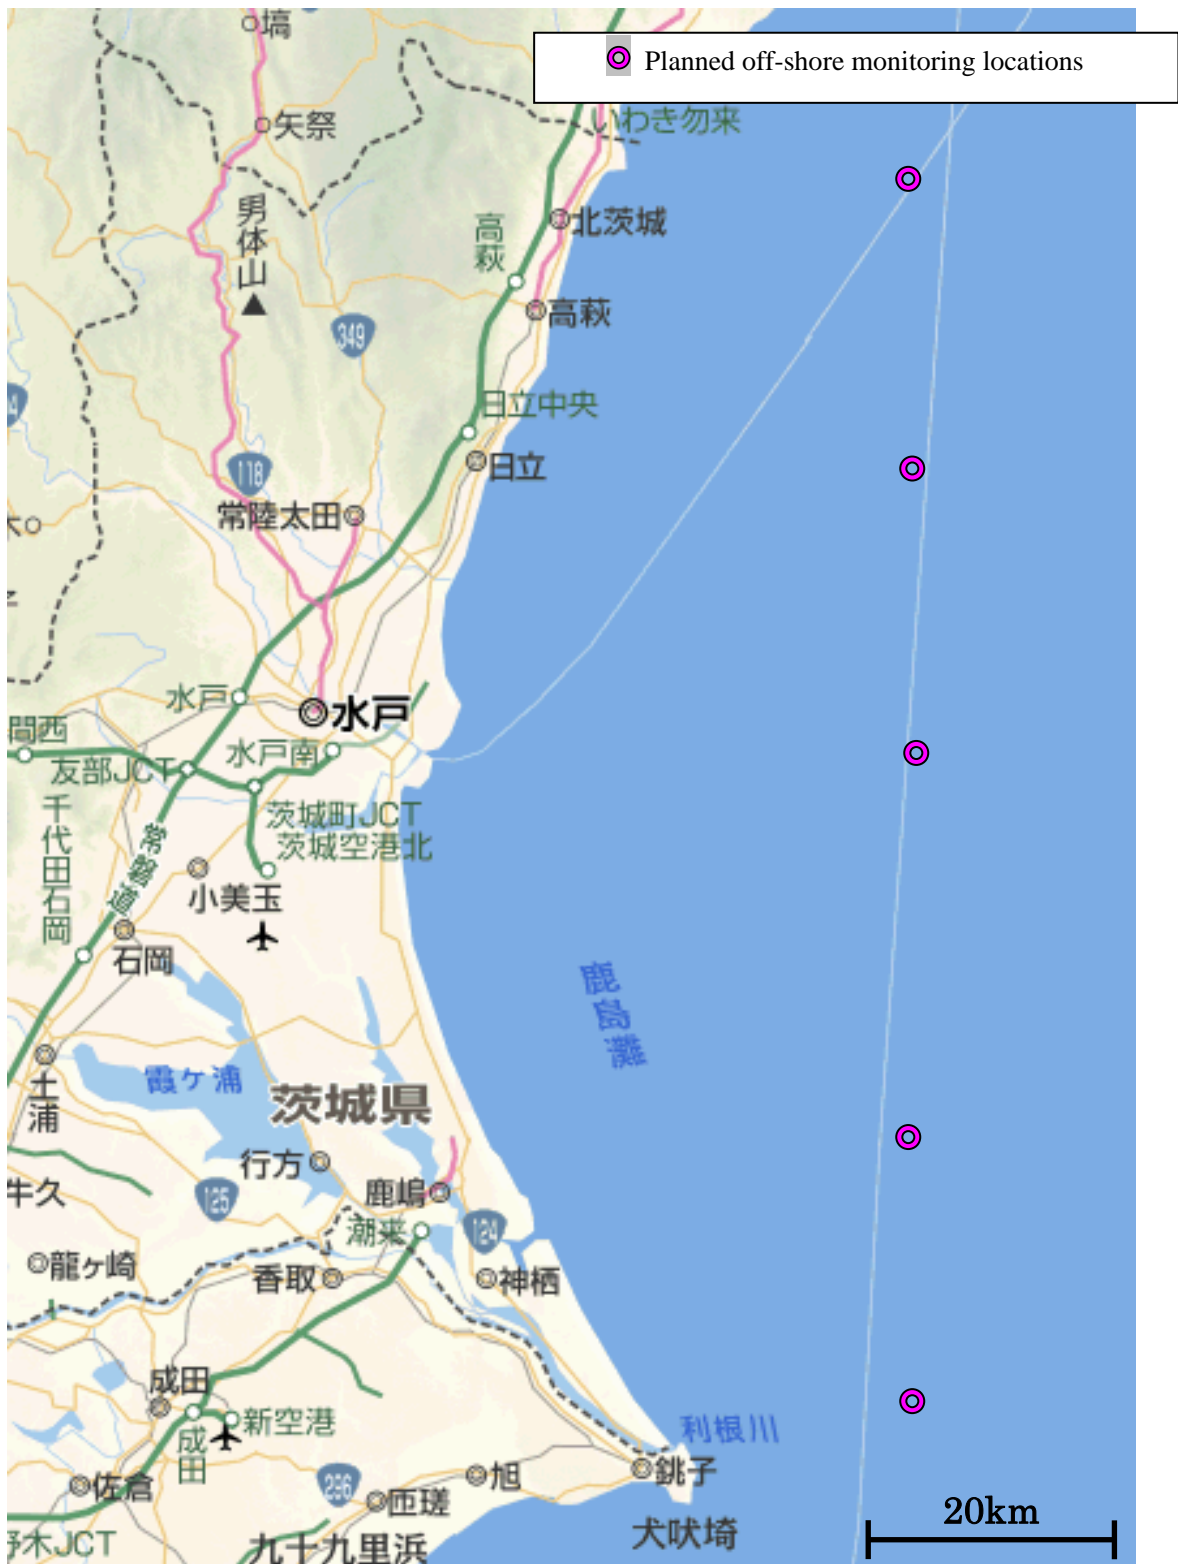 塙
Planned off-shore monitoring locations
矢祭
いわき勿来
男体山
高萩
北茨城
高萩
349
日立中央
日立
118
常陸太田
水戸
水戸
間西
水戸南
友部JCT
千代田石岡
茨城町JCT
茨城空港北
常磐道
小美玉
石岡
鹿島灘
土浦
霞ヶ浦
茨城県
行方
鹿嶋
牛久
125
潮来
124
龍ヶ崎
香取
神栖
成田
新空港
成田
利根川
佐倉
296
旭
銚子
匝瑳
20km
野木JCT
九十九里浜
犬吠埼